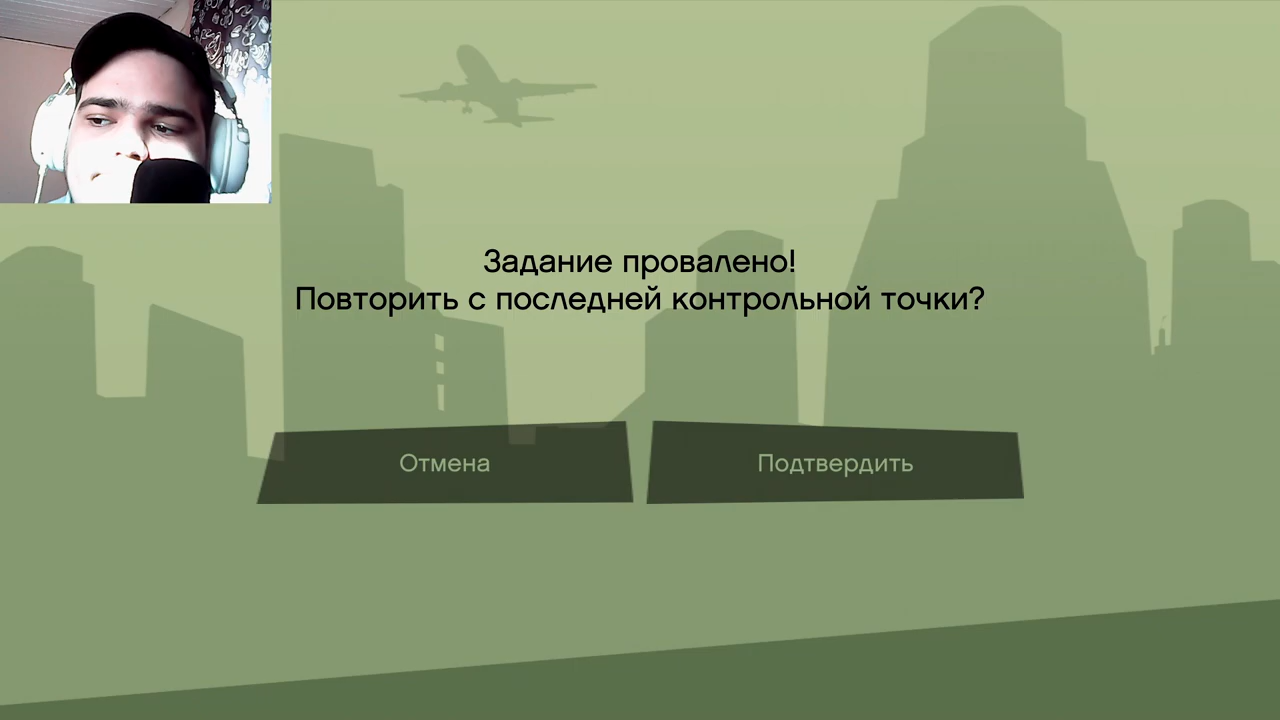 Задание провалено!
Повторить с последней контрольной точки?
Отмена
Подтвердить